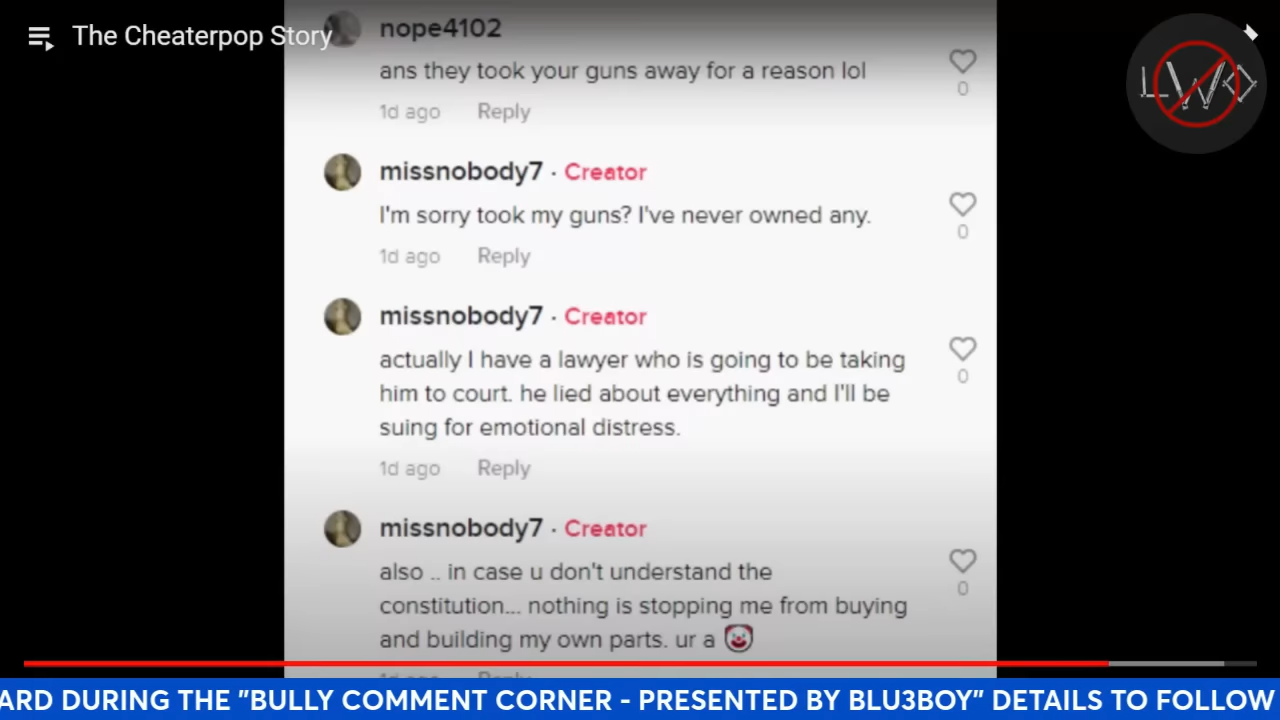 The Cheaterpop Story
nope4102
ans they took your guns away for a reason lol
0
1d ago Reply
missnobody7 · Creator
I'm sorry took my guns? I've never owned any.
0
1d ago Reply
missnobody7 · Creator
actually I have a lawyer who is going to be taking
him to court. he lied about everything and I'll be
suing for emotional distress.
0
1d ago Reply
missnobody7 · Creator
also .. in case u don't understand the
constitution... nothing is stopping me from buying
and building my own parts. ur a 🤡
0
1d ago Reply
LWO
ARD DURING THE "BULLY COMMENT CORNER - PRESENTED BY BLU3BOY" DETAILS TO FOLLOW